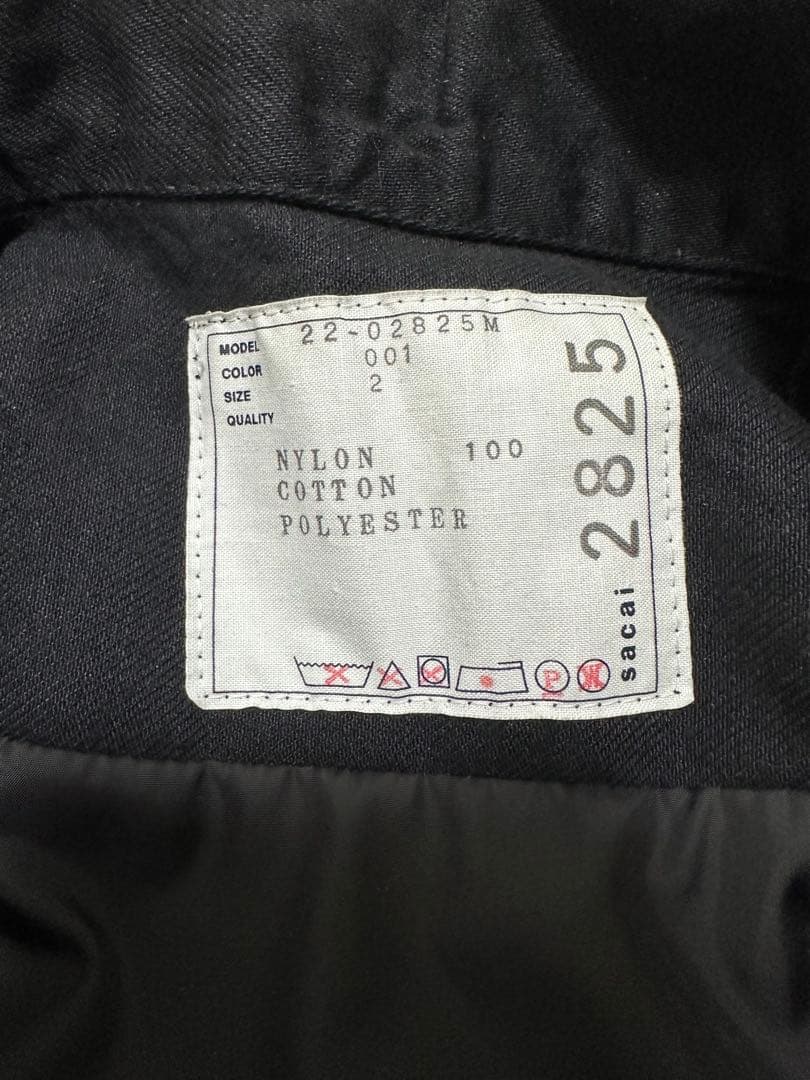 MODEL 22-02825M
COLOR 001
SIZE 2
QUALITY
NYLON 100
COTTON
POLYESTER
P
W
sacai 2825